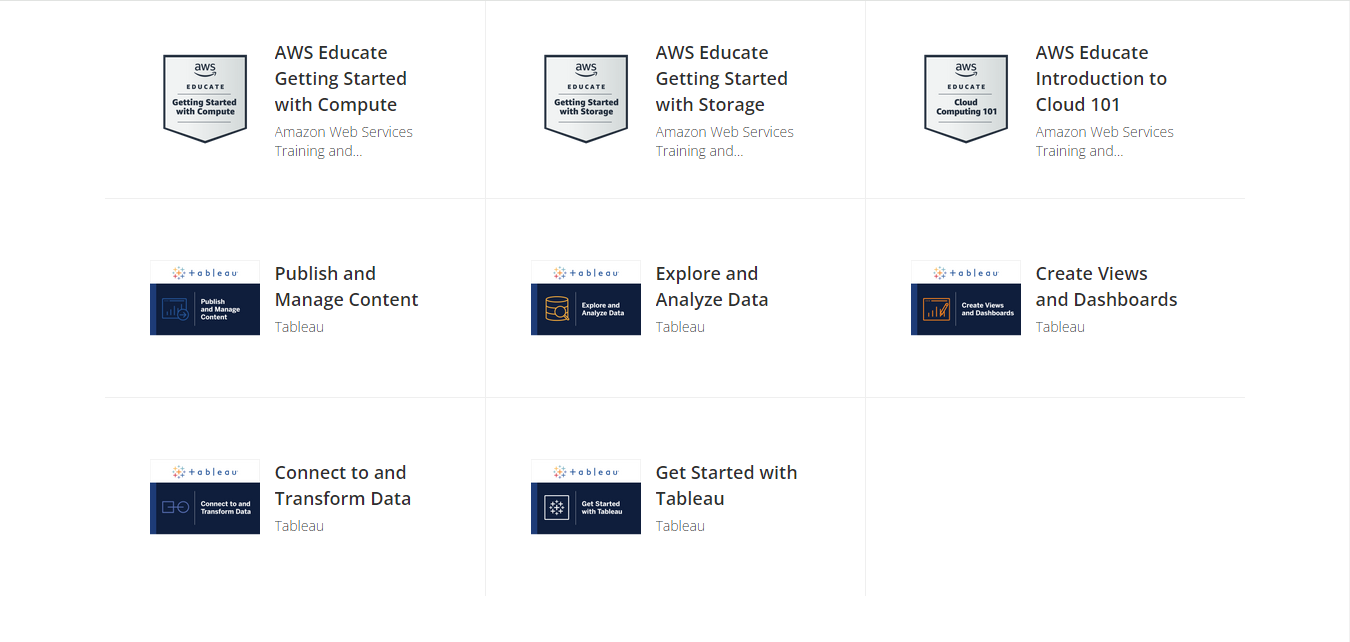 aws
EDUCATE
Getting Started
with Compute
AWS Educate
Getting Started
with Compute
Amazon Web Services
Training and...
aws
EDUCATE
Getting Started
with Storage
AWS Educate
Getting Started
with Storage
Amazon Web Services
Training and...
aws
EDUCATE
Cloud
Computing 101
AWS Educate
Introduction to
Cloud 101
Amazon Web Services
Training and...
+ableau
Publish
and Manage
Content
Publish and
Manage Content
Tableau
+ableau
Explore and
Analyze Data
Explore and
Analyze Data
Tableau
+ableau
Create Views
and Dashboards
Create Views
and Dashboards
Tableau
+ableau
Connect to and
Transform Data
Connect to and
Transform Data
Tableau
+ableau
Get Started
with Tableau
Get Started with
Tableau
Tableau